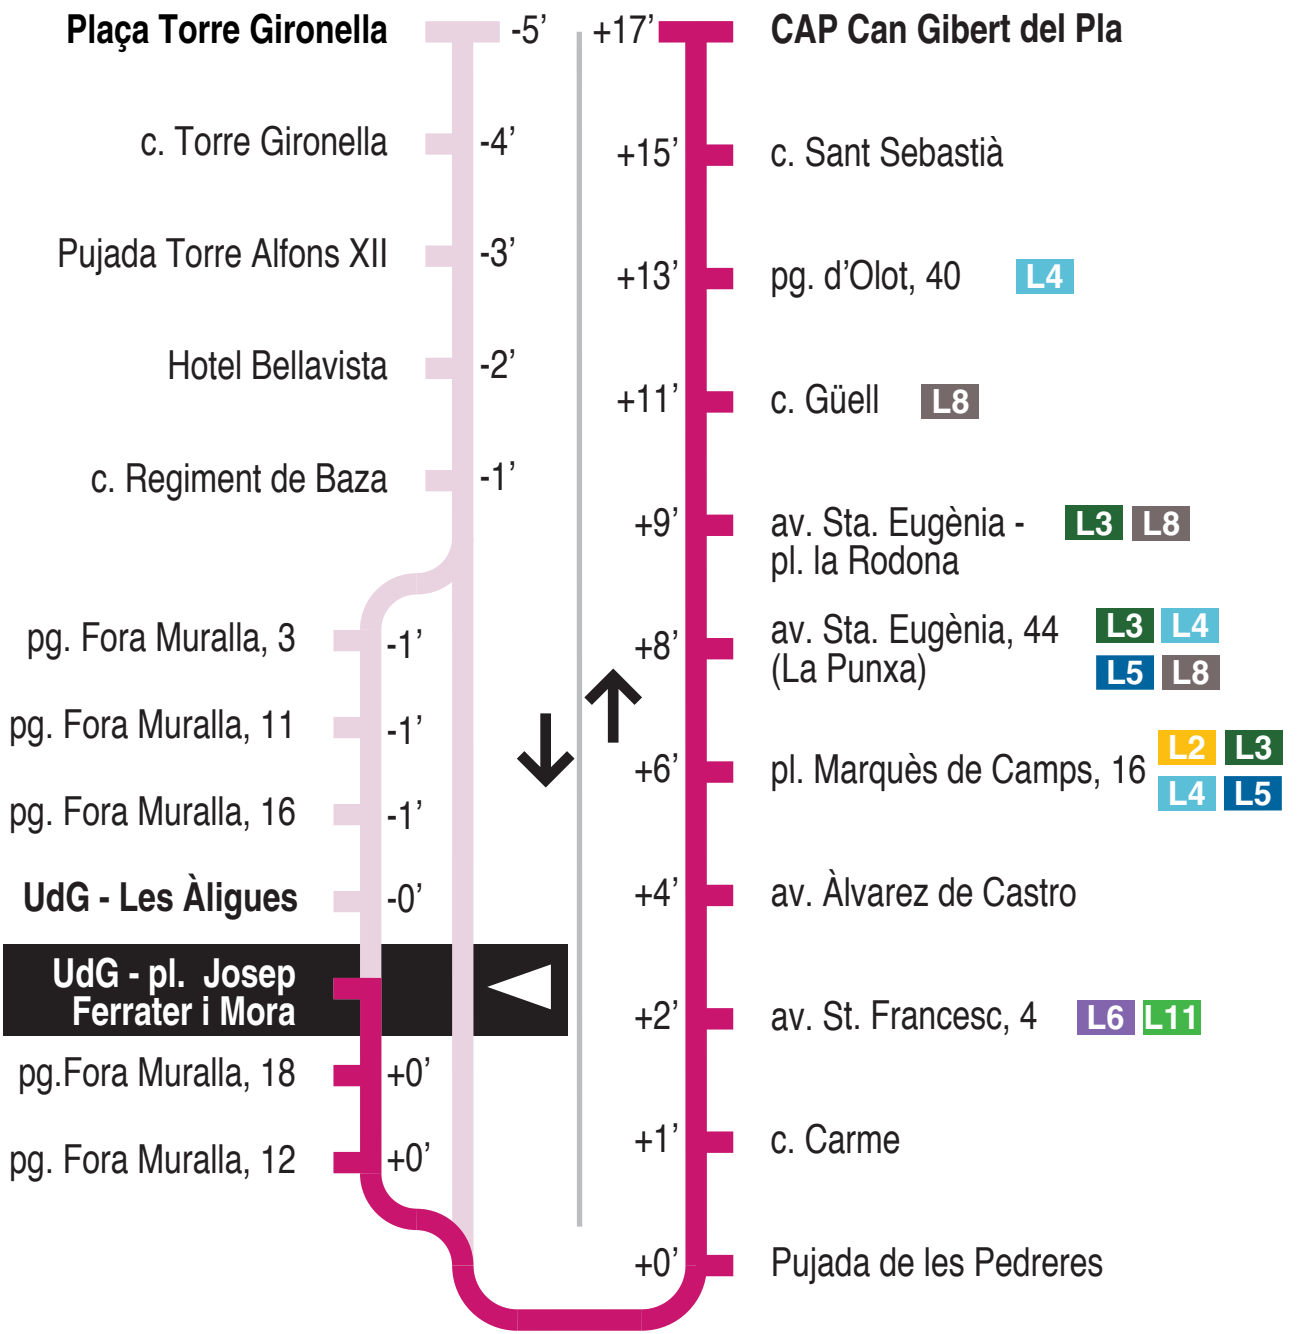 Plaça Torre Gironella -5’
c. Torre Gironella -4’
Pujada Torre Alfons XII -3’
Hotel Bellavista -2’
c. Regiment de Baza -1’
pg. Fora Muralla, 3 -1’
pg. Fora Muralla, 11 -1’
pg. Fora Muralla, 16 -1’
UdG - Les Àligues -0’
UdG - pl. Josep
Ferrater i Mora
pg.Fora Muralla, 18 +0’
pg. Fora Muralla, 12 +0’
+17’ CAP Can Gibert del Pla
+15’ c. Sant Sebastià
+13’ pg. d’Olot, 40 L4
+11’ c. Güell L8
+9’ av. Sta. Eugènia - L3 L8
pl. la Rodona
+8’ av. Sta. Eugènia, 44 L3 L4
(La Punxa) L5 L8
+6’ pl. Marquès de Camps, 16 L2 L3
L4 L5
+4’ av. Àlvarez de Castro
+2’ av. St. Francesc, 4 L6 L11
+1’ c. Carme
+0’ Pujada de les Pedreres